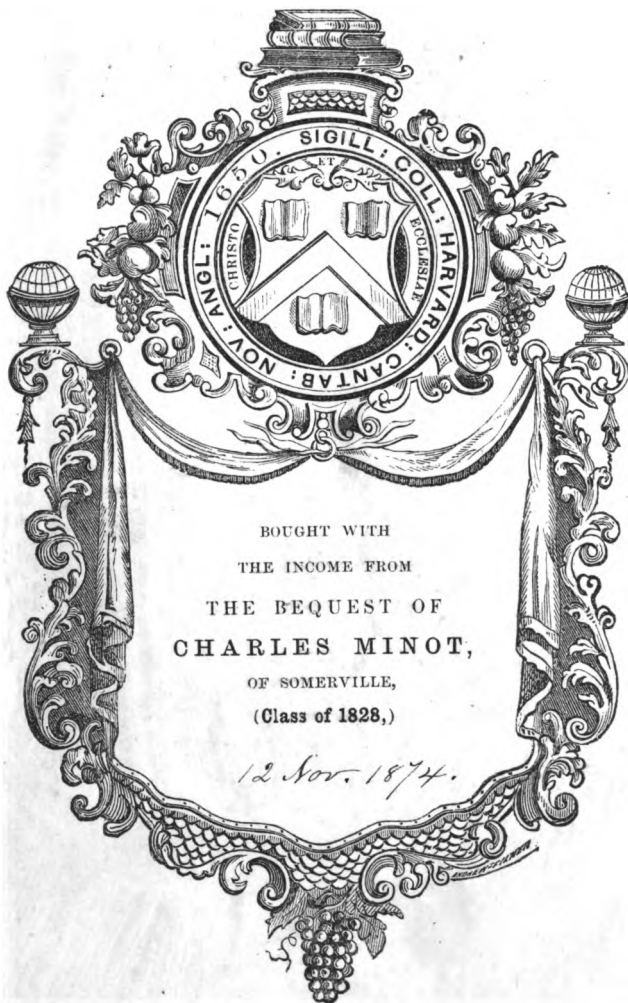 SIGILL: COLL: HARVARD: CANTAB: NOV: ANGL: 1650.
CHRISTO
ET
ECCLESIAE
BOUGHT WITH
THE INCOME FROM
THE BEQUEST OF
CHARLES MINOT,
OF SOMERVILLE,
(Class of 1828,)
12 Nov. 1874.